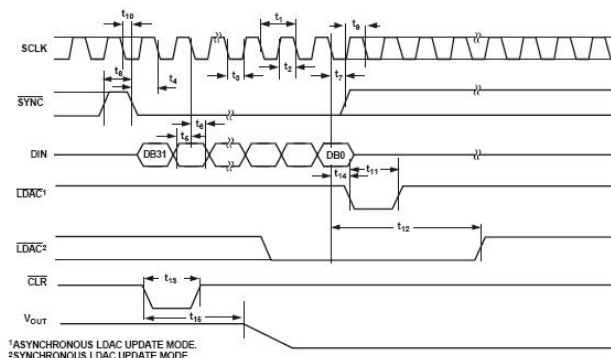 t10
t1
t9
SCLK
t8
t4
t3
t2
t7
SYNC
t6
t5
DIN
DB31
DB0
t14
t11
LDAC1
t12
LDAC2
t13
CLR
t15
VOUT
1ASYNCHRONOUS LDAC UPDATE MODE.
2SYNCHRONOUS LDAC UPDATE MODE.